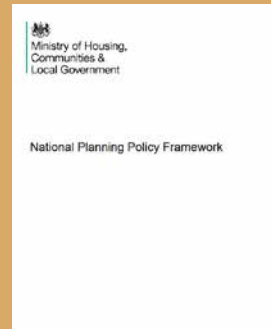 Ministry of Housing,
Communities &
Local Government
National Planning Policy Framework